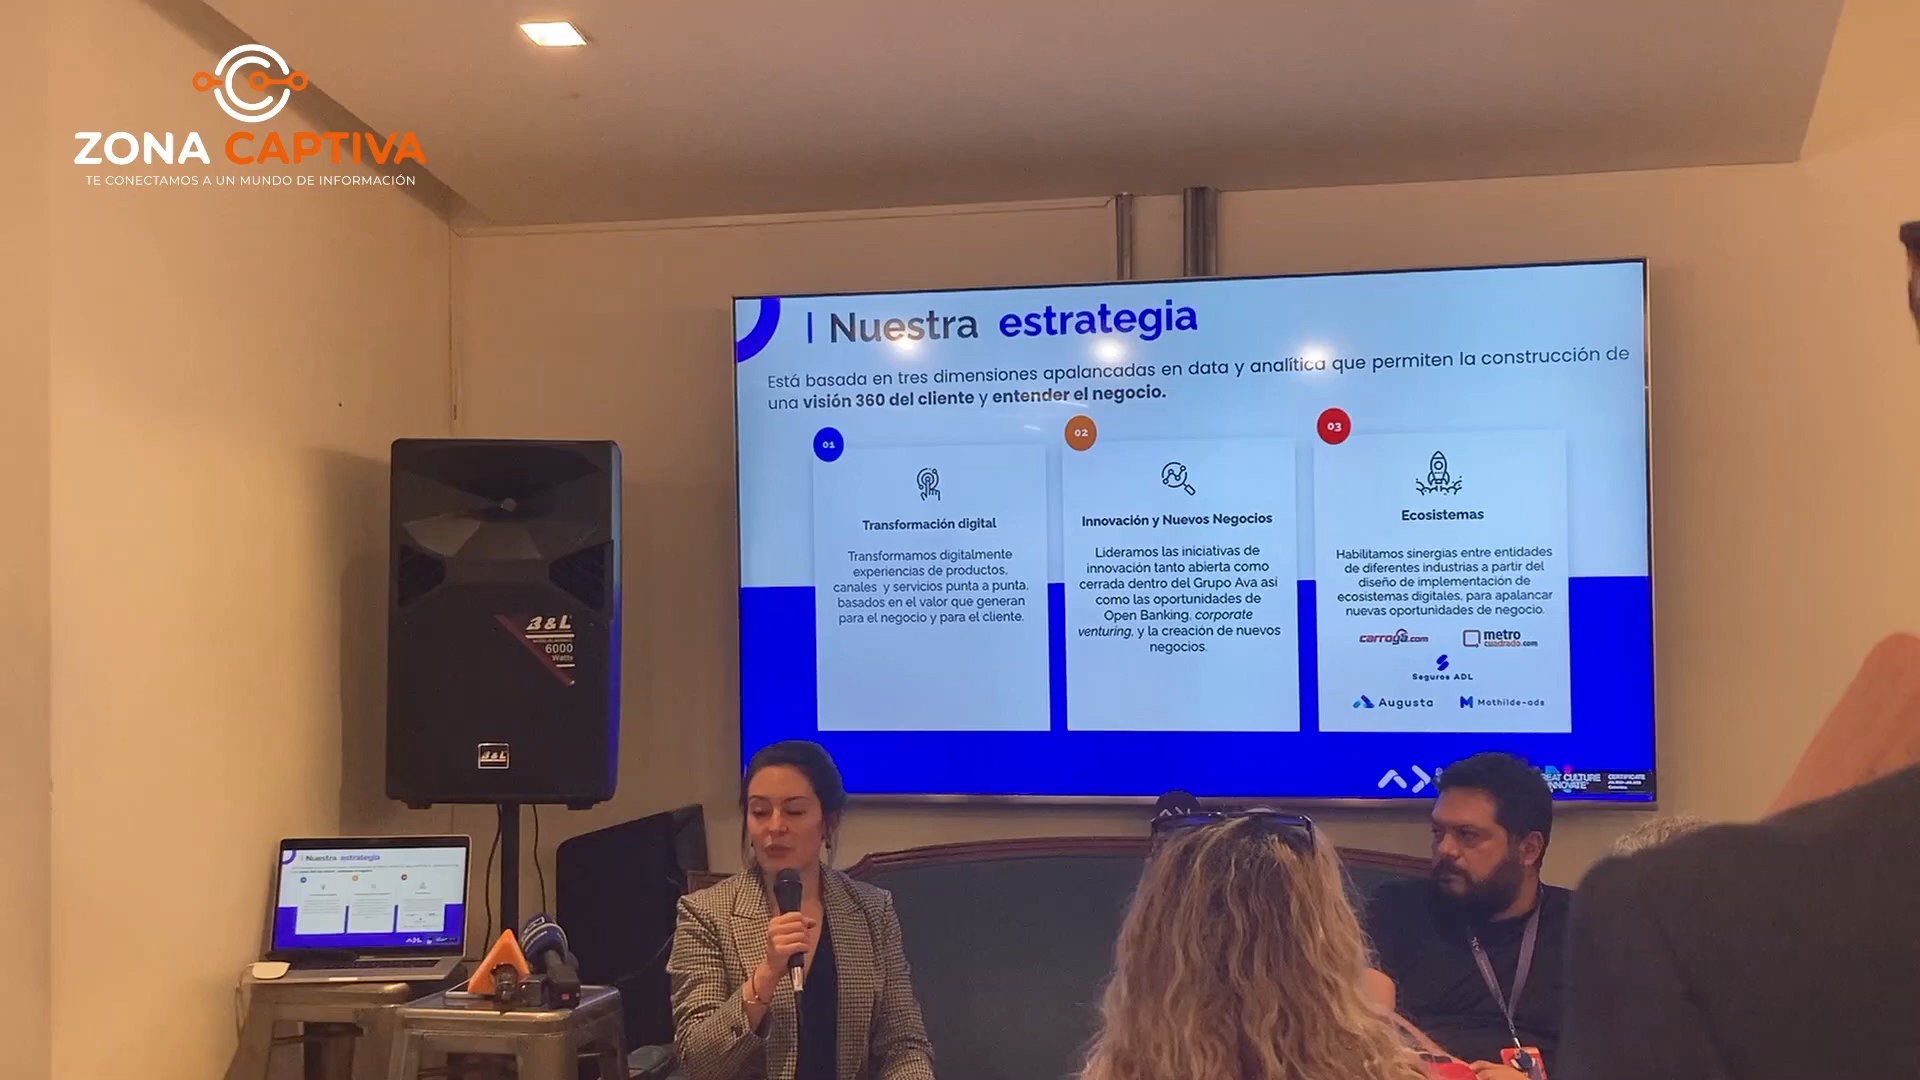 ZONA CAPTIVA
TE CONECTAMOS A UN MUNDO DE INFORMACIÓN
| Nuestra estrategia
Está basada en tres dimensiones apalancadas en data y analítica que permiten la construcción de
una visión 360 del cliente y entender el negocio.
01
Transformación digital
Transformamos digitalmente
experiencias de productos,
canales y servicios punta a punta,
basados en el valor que generan
para el negocio y para el cliente.
02
Innovación y Nuevos Negocios
Lideramos las iniciativas de
innovación tanto abierta como
cerrada dentro del Grupo Ava así
como las oportunidades de
Open Banking, corporate
venturing, y la creación de nuevos
negocios.
03
Ecosistemas
Habilitamos sinergias entre entidades
de diferentes industrias a partir del
diseño de implementación de
ecosistemas digitales, para apalancar
nuevas oportunidades de negocio.
carroya.com
metro
cuadrado.com
Seguros ADL
Augusta
Mathilde-ads
EAT CULTURE
INNOVATE
CERTIFICATE
B&L
6000
Watts
B&L
Nuestra estrategia